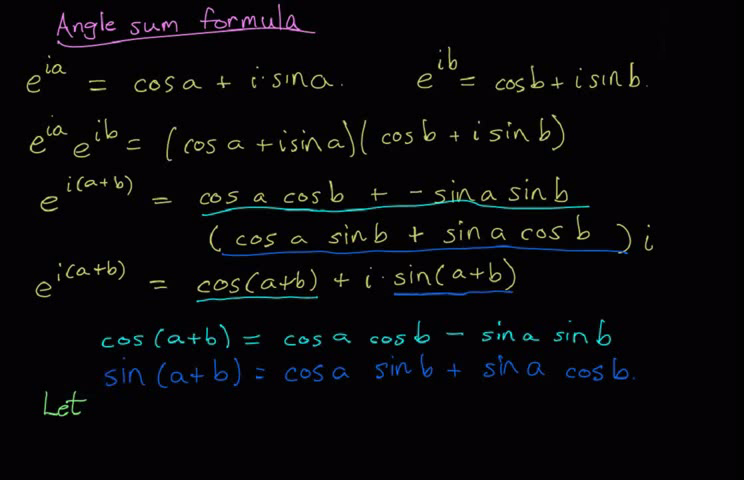 Angle sum formula
e^{ia} = cos a + i · sin a.    e^{ib} = cos b + i sin b.
e^{ia} e^{ib} = (cos a + i sin a)(cos b + i sin b)
e^{i(a+b)} = cos a cos b + - sin a sin b
(cos a sin b + sin a cos b) i
e^{i(a+b)} = cos(a+b) + i · sin(a+b)
cos (a+b) = cos a cos b - sin a sin b
sin (a+b) = cos a sin b + sin a cos b.
Let